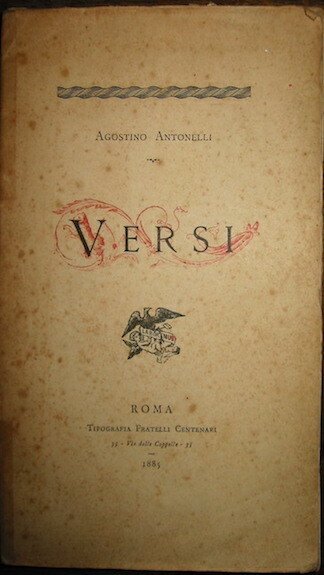 AGOSTINO ANTONELLI
VERSI
ROMA
TIPOGRAFIA FRATELLI CENTENARI
35 - Via delle Coppelle - 35
1885